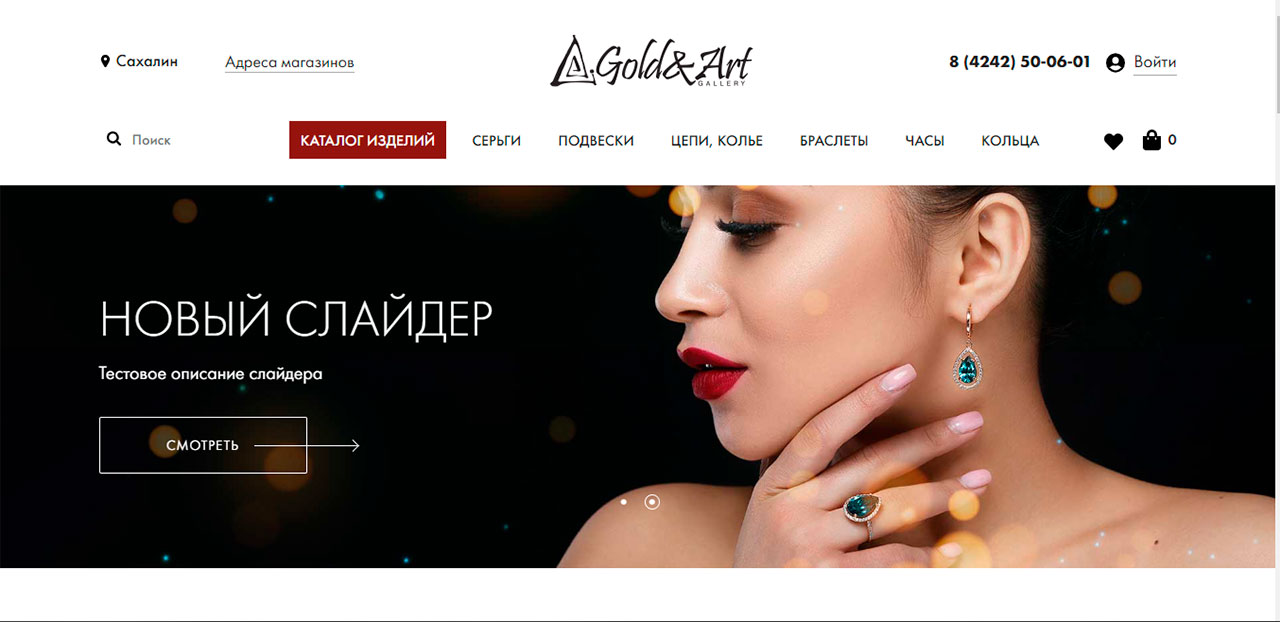 Сахалин
Адреса магазинов
Gold&Art
GALLERY
8 (4242) 50-06-01
Войти
Поиск
КАТАЛОГ ИЗДЕЛИЙ
СЕРЬГИ
ПОДВЕСКИ
ЦЕПИ, КОЛЬЕ
БРАСЛЕТЫ
ЧАСЫ
КОЛЬЦА
0
НОВЫЙ СЛАЙДЕР
Тестовое описание слайдера
СМОТРЕТЬ